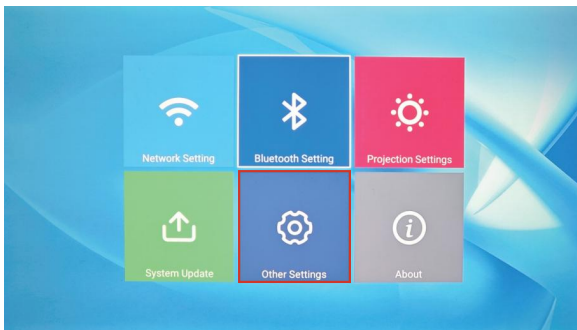 Network Setting
Bluetooth Setting
Projection Settings
System Update
Other Settings
i
About